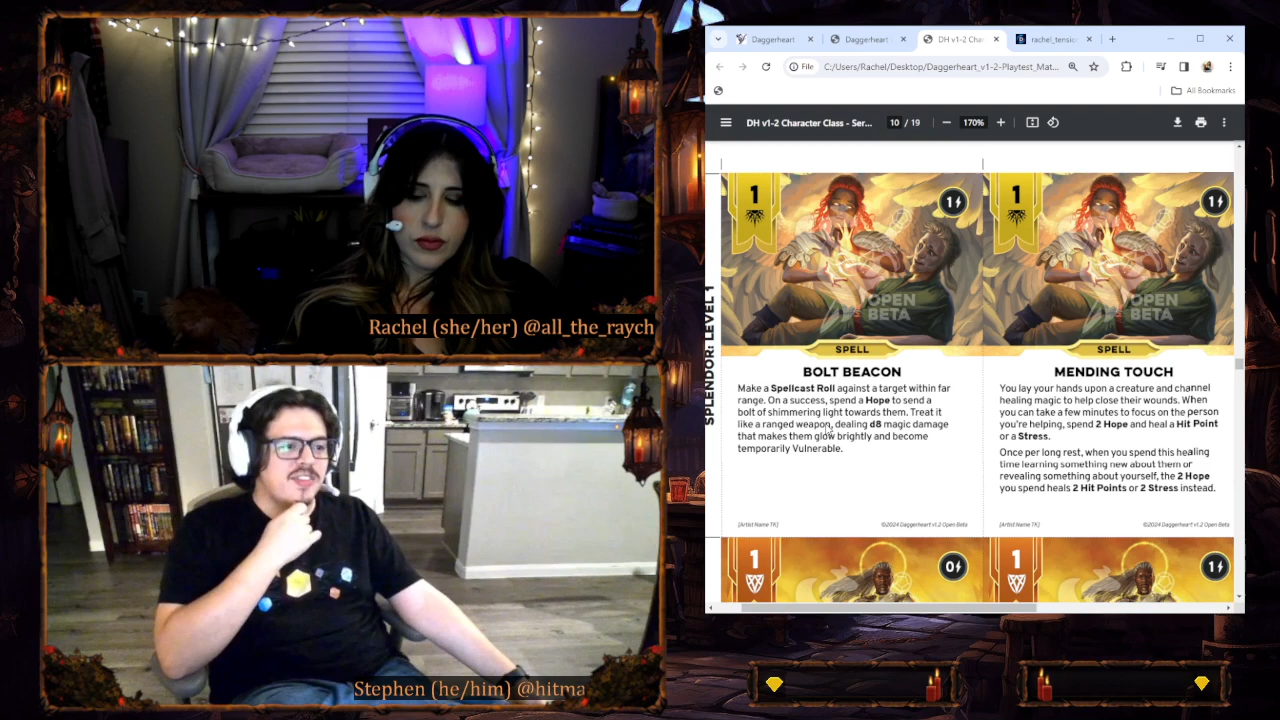 Rachel (she/her) @all_the_raych
Stephen (he/him) @hitma
Daggerheart
Daggerheart
DH v1-2 Cha
rachel_tensi
File
C:/Users/Rachel/Desktop/Daggerheart_v1-2-Playtest_Mat...
All Bookmarks
DH v1-2 Character Class - Ser...
10 / 19
170%
SPLENDOR: LEVEL 1
1
1
OPEN
BETA
SPELL
BOLT BEACON
Make a Spellcast Roll against a target within far
range. On a success, spend a Hope to send a
bolt of shimmering light towards them. Treat it
like a ranged weapon, dealing d8 magic damage
that makes them glow brightly and become
temporarily Vulnerable.
[Artist Name TK]
©2024 Daggerheart v1.2 Open Beta
1
1
OPEN
BETA
SPELL
MENDING TOUCH
You lay your hands upon a creature and channel
healing magic to help close their wounds. When
you can take a few minutes to focus on the person
you're helping, spend 2 Hope and heal a Hit Point
or a Stress.
Once per long rest, when you spend this healing
time learning something new about them or
revealing something about yourself, the 2 Hope
you spend heals 2 Hit Points or 2 Stress instead.
[Artist Name TK]
©2024 Daggerheart v1.2 Open Beta
1
0
1
1